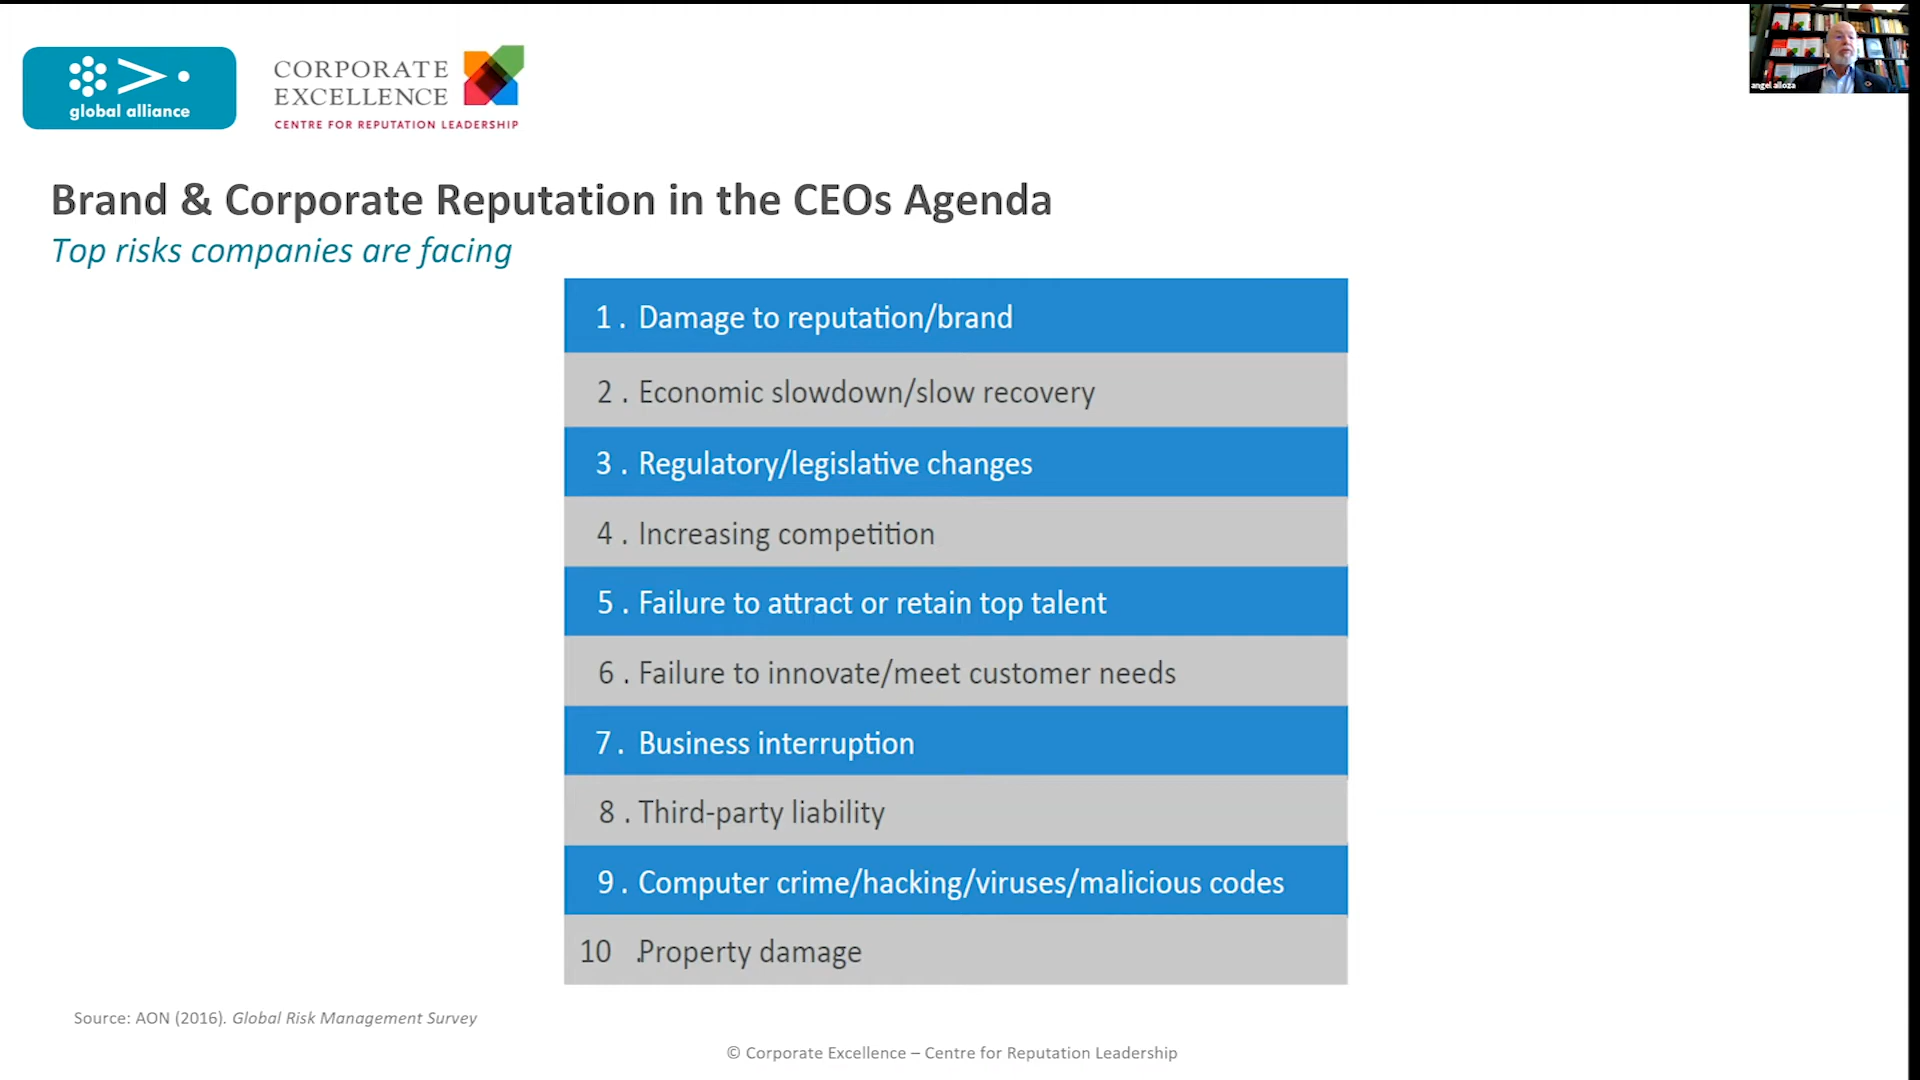 global alliance
CORPORATE
EXCELLENCE
CENTRE FOR REPUTATION LEADERSHIP
angel alloza
Brand & Corporate Reputation in the CEOs Agenda
Top risks companies are facing
1 . Damage to reputation/brand
2 . Economic slowdown/slow recovery
3 . Regulatory/legislative changes
4 . Increasing competition
5 . Failure to attract or retain top talent
6 . Failure to innovate/meet customer needs
7 . Business interruption
8 . Third-party liability
9 . Computer crime/hacking/viruses/malicious codes
10 .Property damage
Source: AON (2016). Global Risk Management Survey
© Corporate Excellence – Centre for Reputation Leadership